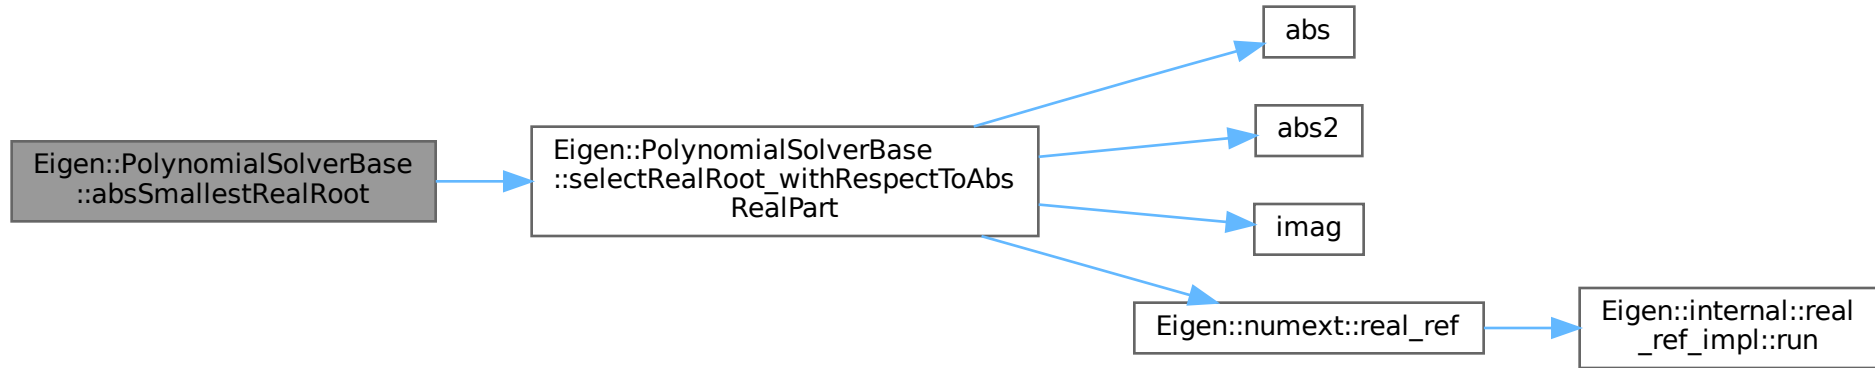 Eigen::PolynomialSolverBase
::absSmallestRealRoot
Eigen::PolynomialSolverBase
::selectRealRoot_withRespectToAbs
RealPart
abs
abs2
imag
Eigen::numext::real_ref
Eigen::internal::real
_ref_impl::run